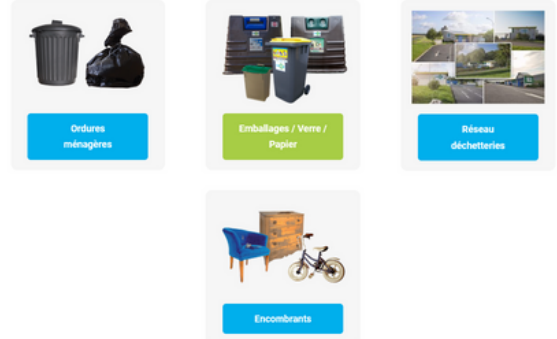 Ordures
ménagères
Emballages / Verre /
Papier
Réseau
déchetteries
Encombrants